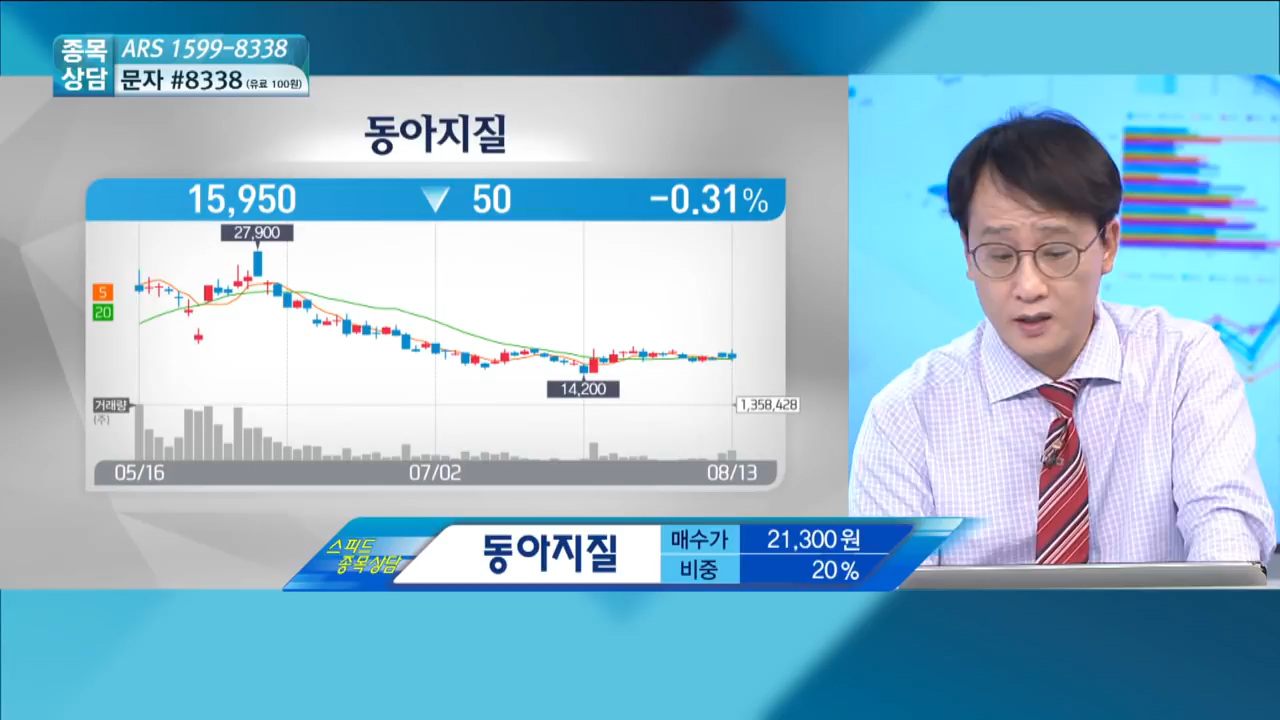 종목
상담
ARS 1599-8338
문자 #8338 (유료 100원)
동아지질
15,950 ▼ 50 -0.31%
27,900
5
20
14,200
거래량
(주)
1,358,428
05/16 07/02 08/13
스피드
종목상담
동아지질
매수가 21,300원
비중 20%